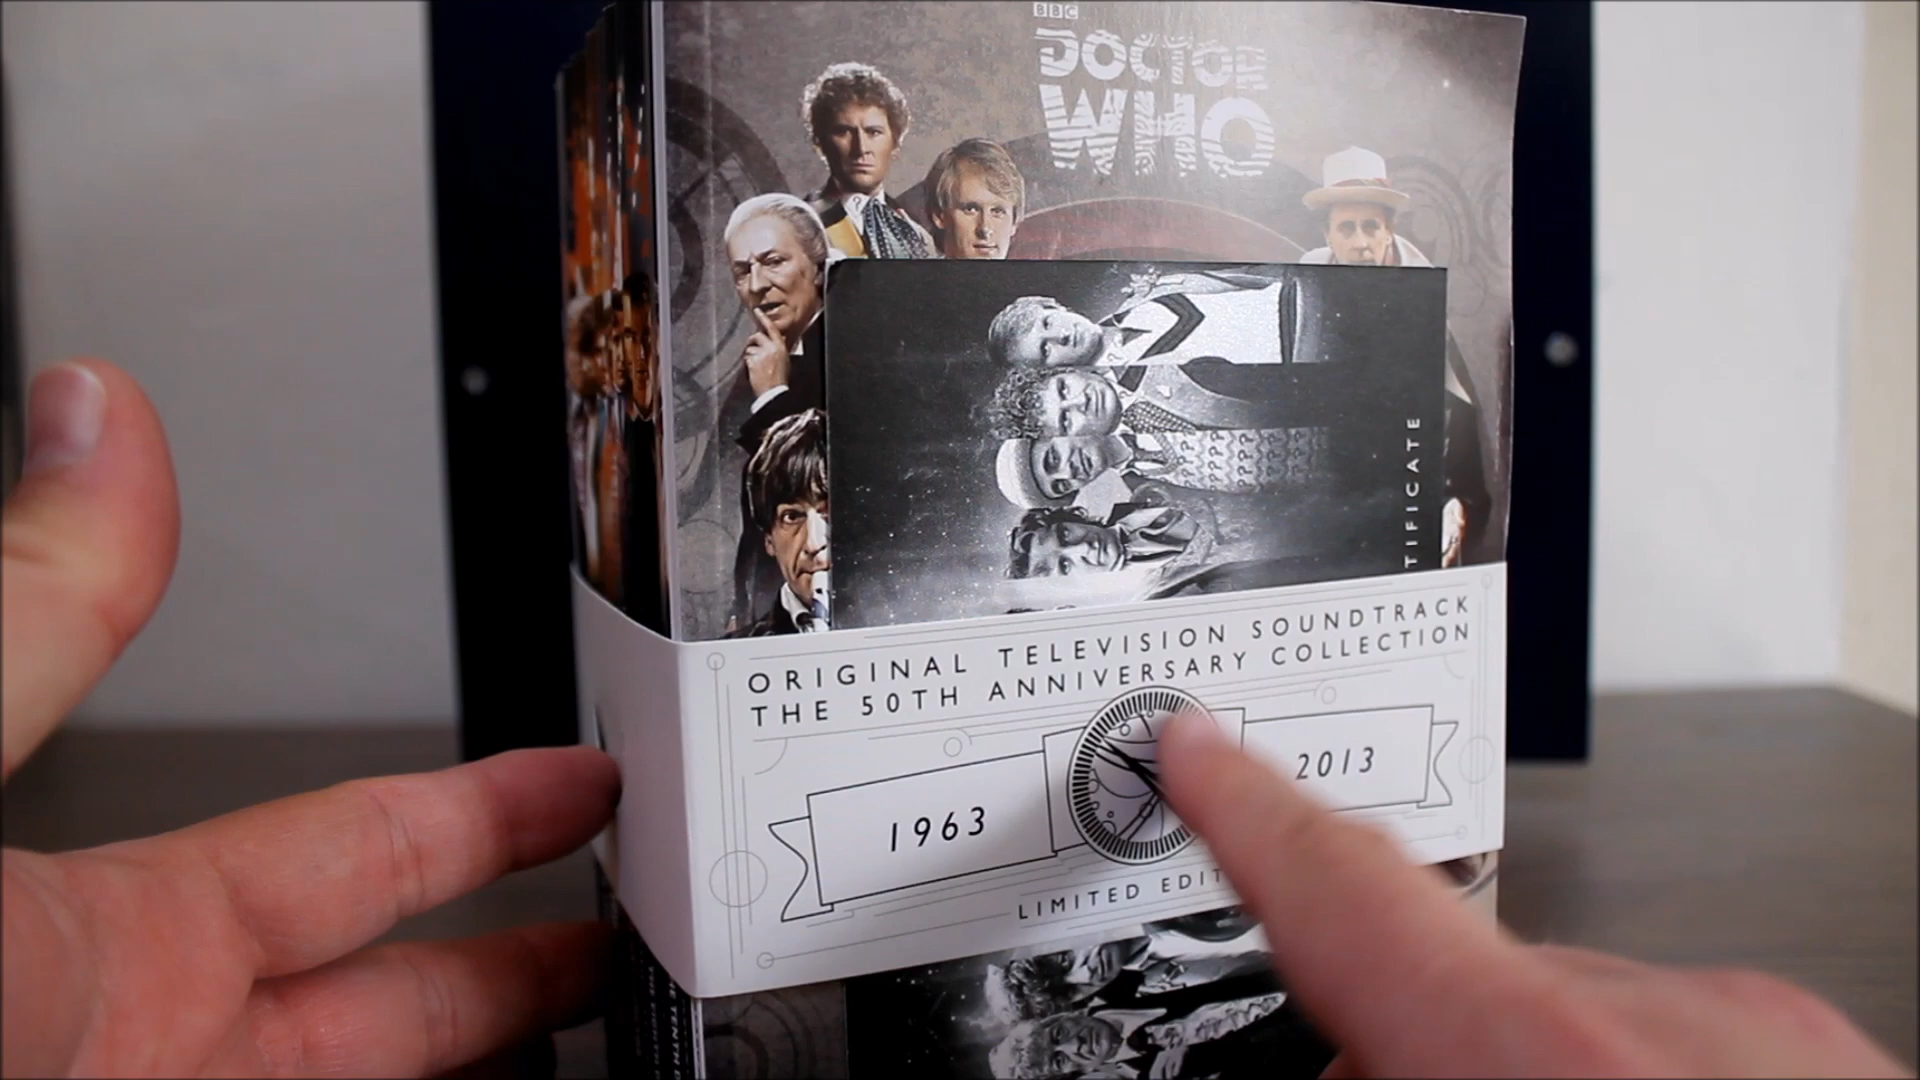 BBC
DOCTOR
WHO
TIFICATE
ORIGINAL TELEVISION SOUNDTRACK
THE 50TH ANNIVERSARY COLLECTION
1963
2013
LIMITED EDIT